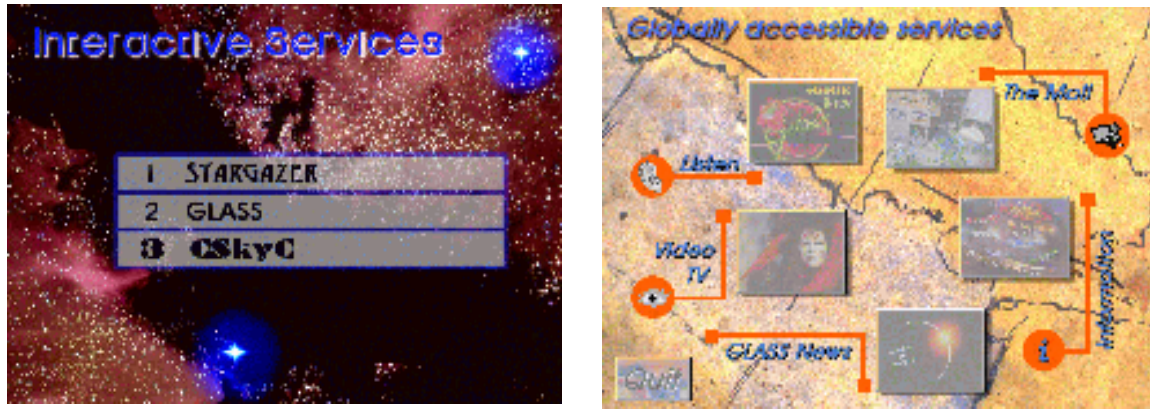 Interactive Services
1 STARGAZER
2 GLASS
3 CSkyC
Globally accessible services
The Mall
Listen
Video
TV
Information
GLASS News
i
Quit